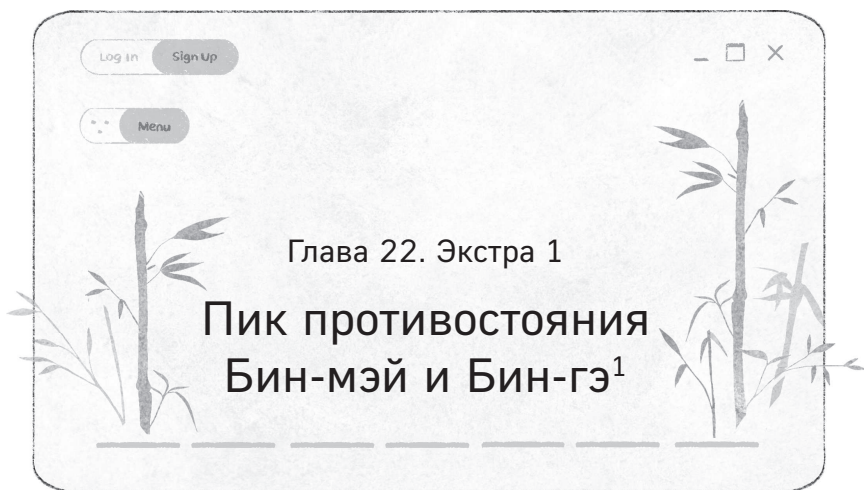 Log in Sign Up
Menu
Глава 22. Экстра 1
Пик противостояния
Бин-мэй и Бин-гэ¹